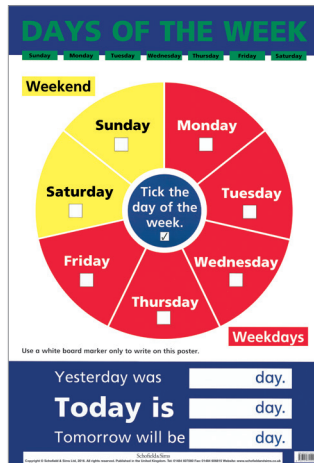 DAYS OF THE WEEK
Sunday Monday Tuesday Wednesday Thursday Friday Saturday
Weekend
Sunday
Monday
Saturday
Tick the
day of the
week.
Tuesday
Friday
Wednesday
Thursday
Weekdays
Use a white board marker only to write on this poster.
Yesterday was day.
Today is day.
Tomorrow will be day.
Schofield&Sims